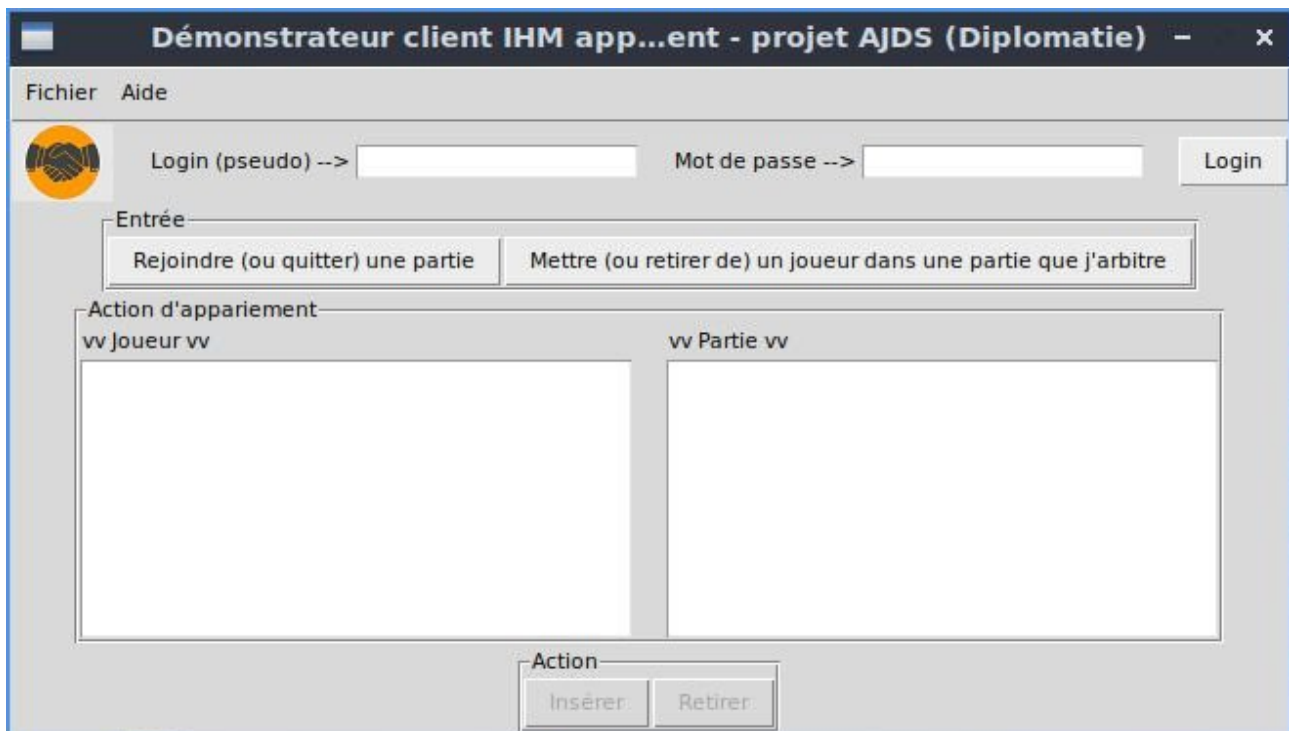 Démonstrateur client IHM app...ent - projet AJDS (Diplomatie)
Fichier Aide
Login (pseudo) --> Mot de passe --> Login
Entrée
Rejoindre (ou quitter) une partie Mettre (ou retirer de) un joueur dans une partie que j'arbitre
Action d'appariement
vv Joueur vv vv Partie vv
Action
Insérer Retirer